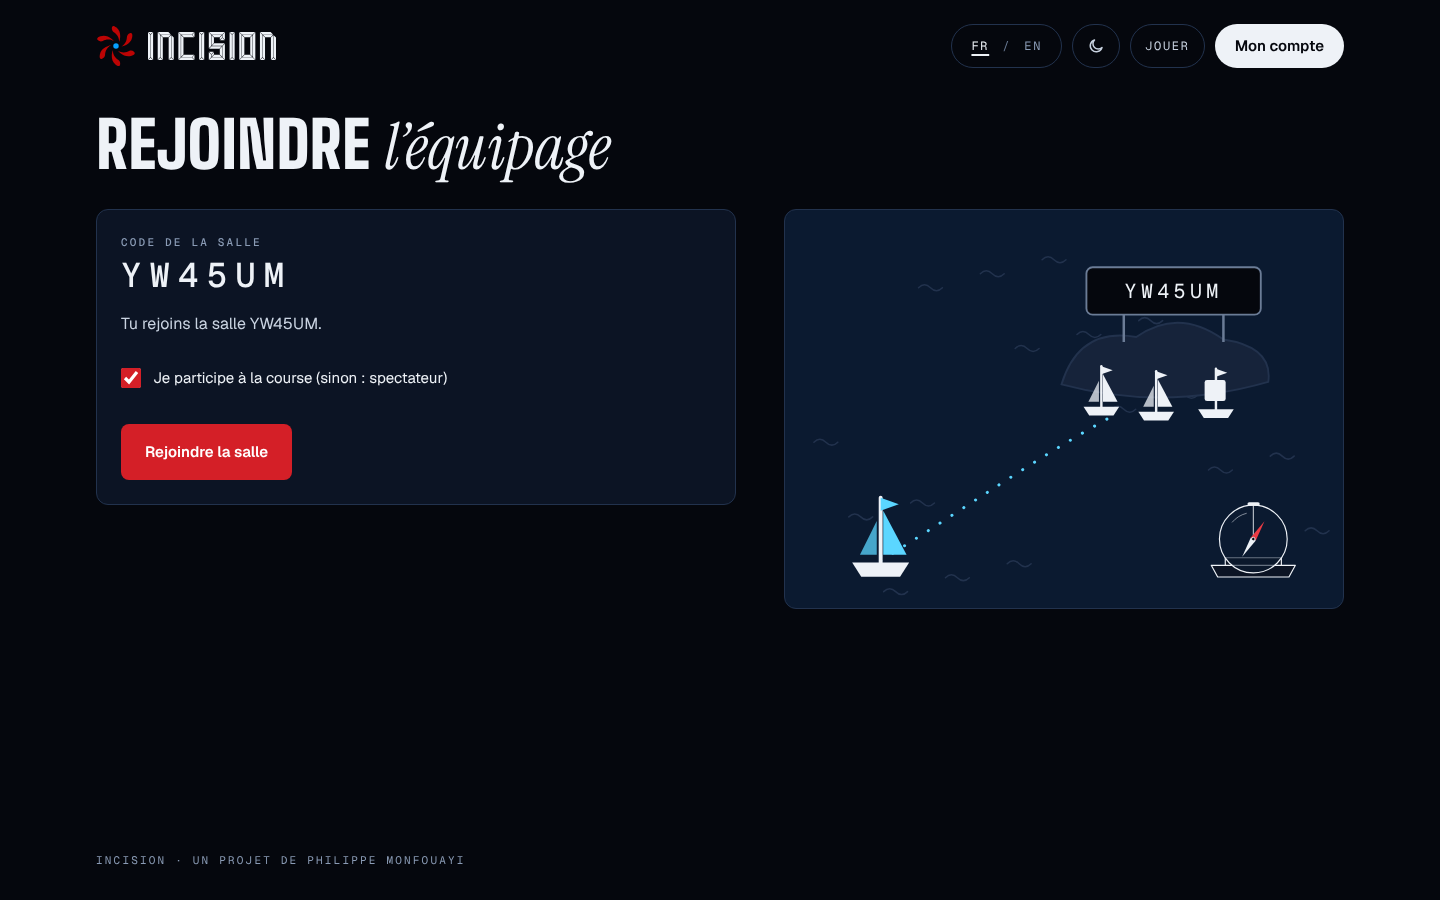 INCISION
FR / EN
JOUER
Mon compte
REJOINDRE l'équipage
CODE DE LA SALLE
YW45UM
Tu rejoins la salle YW45UM.
Je participe à la course (sinon : spectateur)
Rejoindre la salle
YW45UM
INCISION · UN PROJET DE PHILIPPE MONFOUAYI